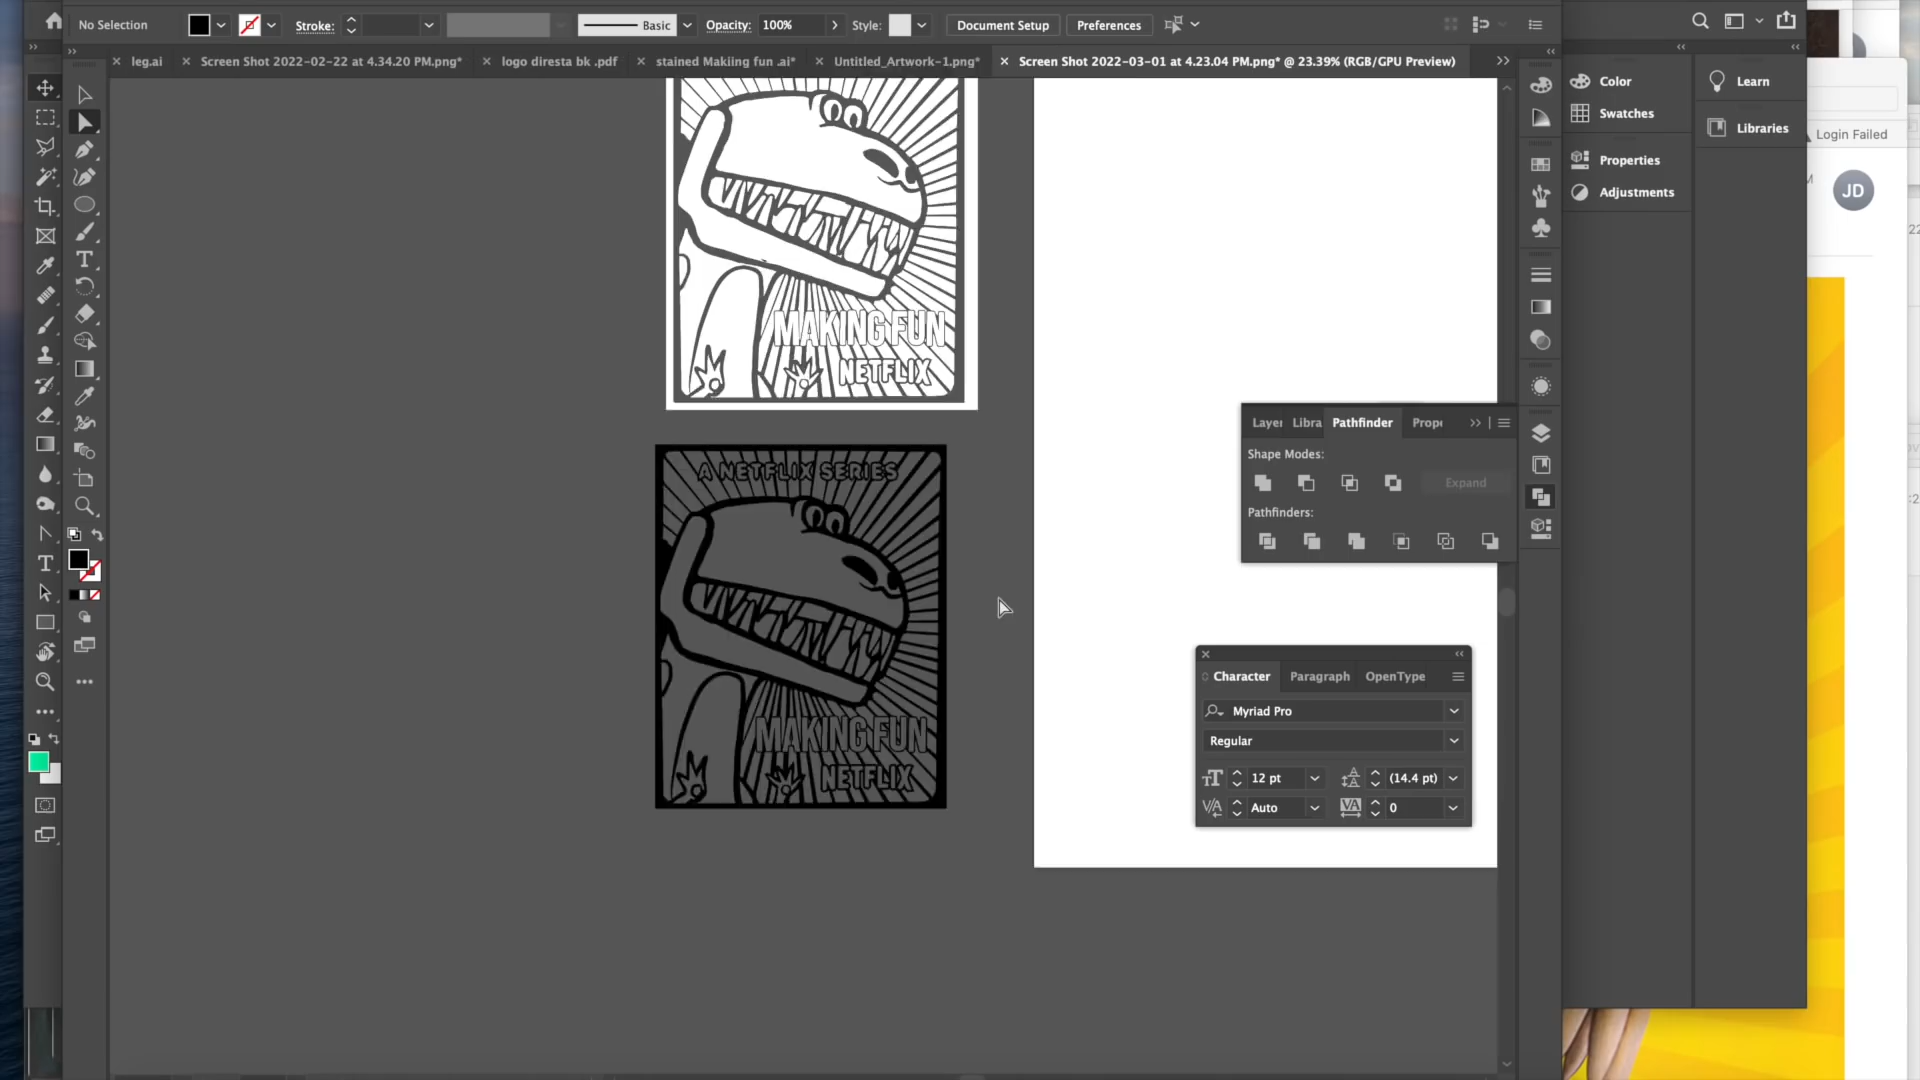 No Selection Stroke: Basic Opacity: 100% Style: Document Setup Preferences
leg.ai Screen Shot 2022-02-22 at 4.34.20 PM.png* logo diresta bk .pdf stained Makiing fun .ai* Untitled_Artwork-1.png* Screen Shot 2022-03-01 at 4.23.04 PM.png* @ 23.39% (RGB/GPU Preview)
Color
Swatches
Properties
Adjustments
Learn
Libraries
Login Failed
JD
MAKING FUN
NETFLIX
A NETFLIX SERIES
MAKING FUN
NETFLIX
Layer Libra Pathfinder Prope
Shape Modes:
Expand
Pathfinders:
Character Paragraph OpenType
Myriad Pro
Regular
12 pt (14.4 pt)
Auto 0